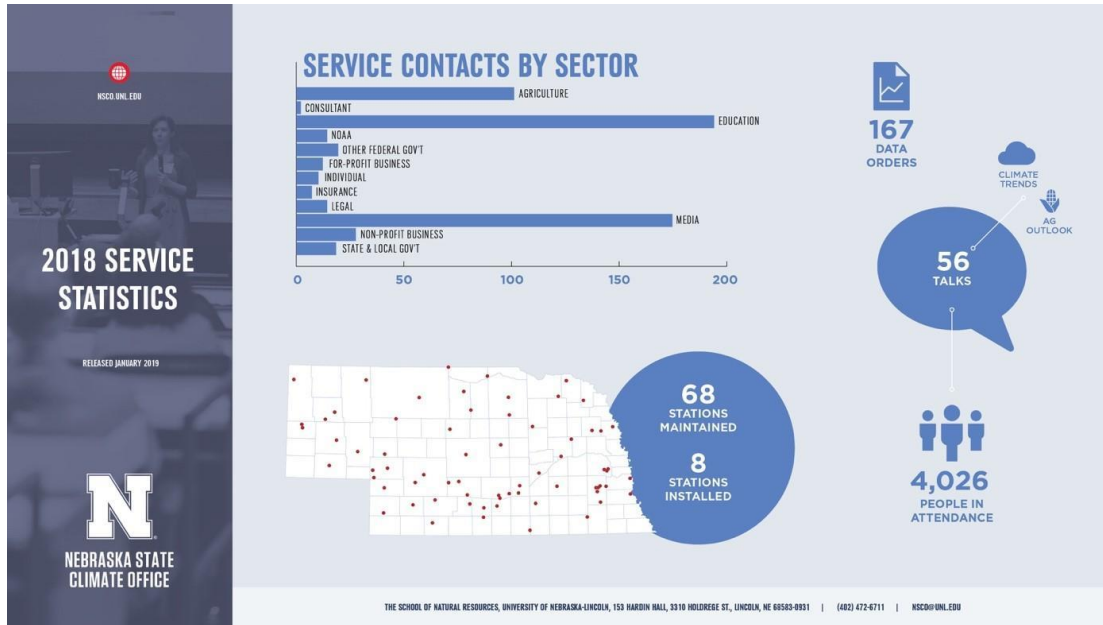 NSCO.UNL.EDU
2018 SERVICE
STATISTICS
RELEASED JANUARY 2019
N
NEBRASKA STATE
CLIMATE OFFICE
SERVICE CONTACTS BY SECTOR
AGRICULTURE
CONSULTANT
EDUCATION
NOAA
OTHER FEDERAL GOV'T
FOR-PROFIT BUSINESS
INDIVIDUAL
INSURANCE
LEGAL
MEDIA
NON-PROFIT BUSINESS
STATE & LOCAL GOV'T
0 50 100 150 200
167
DATA
ORDERS
CLIMATE
TRENDS
AG
OUTLOOK
56
TALKS
68
STATIONS
MAINTAINED
8
STATIONS
INSTALLED
4,026
PEOPLE IN
ATTENDANCE
THE SCHOOL OF NATURAL RESOURCES, UNIVERSITY OF NEBRASKA-LINCOLN, 153 HARDIN HALL, 3310 HOLDREGE ST., LINCOLN, NE 68583-0931 | (402) 472-6711 | NSCO@UNL.EDU